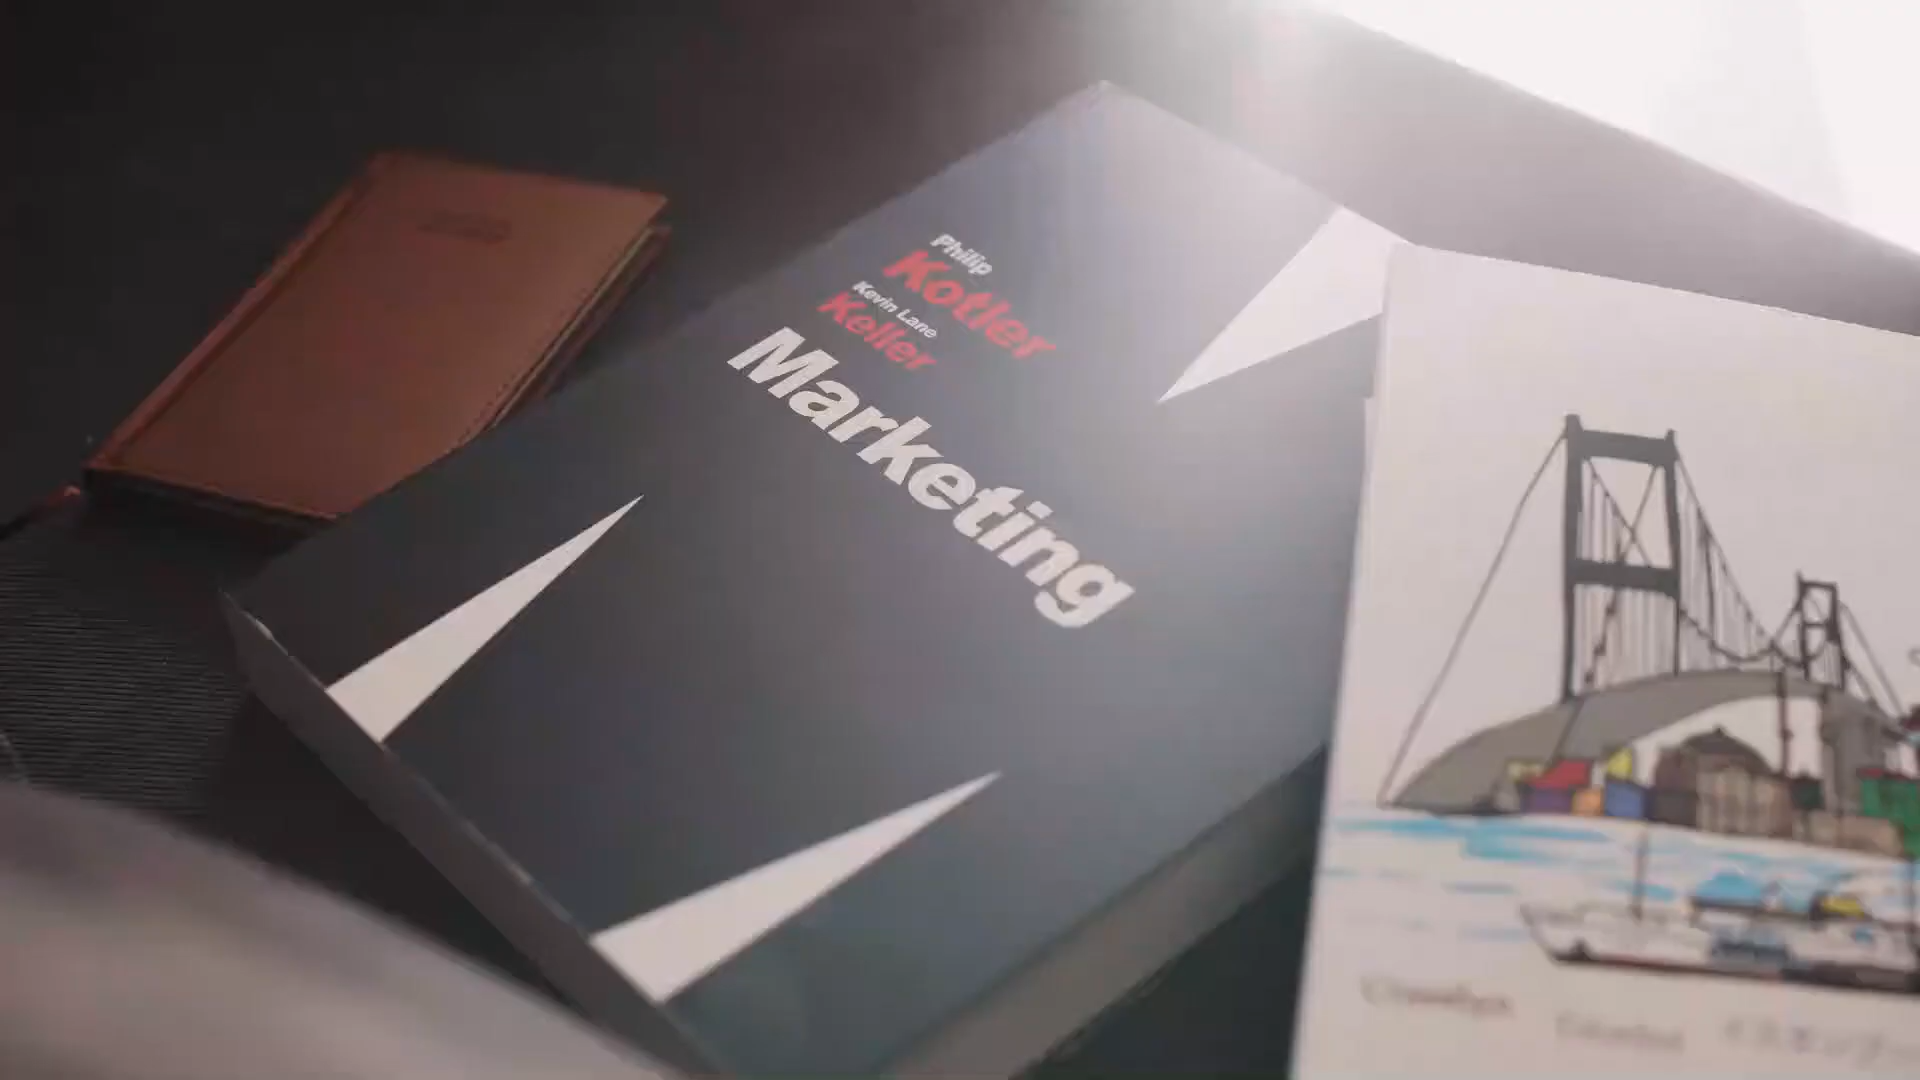 Philip
Kotler
Kevin Lane
Keller
Marketing